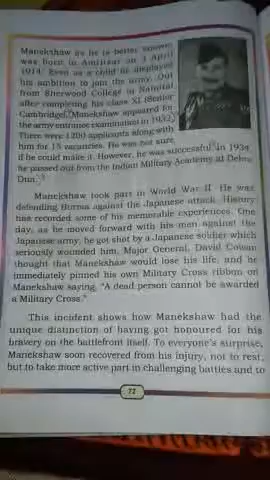 Manekshaw as he is better known,
was born in Amritsar on 3 April
1914. Even as a child he displayed
his ambition to join the army. Out
from Sherwood College in Nainital
after completing his class XI (Senior
Cambridge), Manekshaw appeared for
the army entrance examination in 1932.
There were 1200 applicants along with
him for 15 vacancies. He was not sure
if he could make it. However, he was successful. In 1934
he passed out from the Indian Military Academy at Dehra
Dun.
Manekshaw took part in World War II. He was
defending Burma against the Japanese attack. History
has recorded some of his memorable experiences. One
day, as he moved forward with his men against the
Japanese army, he got shot by a Japanese soldier which
seriously wounded him. Major General, David Cowan
thought that Manekshaw would lose his life, and he
immediately pinned his own Military Cross ribbon on
Manekshaw saying, "A dead person cannot be awarded
a Military Cross."
This incident shows how Manekshaw had the
unique distinction of having got honoured for his
bravery on the battlefront itself. To everyone's surprise,
Manekshaw soon recovered from his injury, not to rest,
but to take more active part in challenging battles and to
72